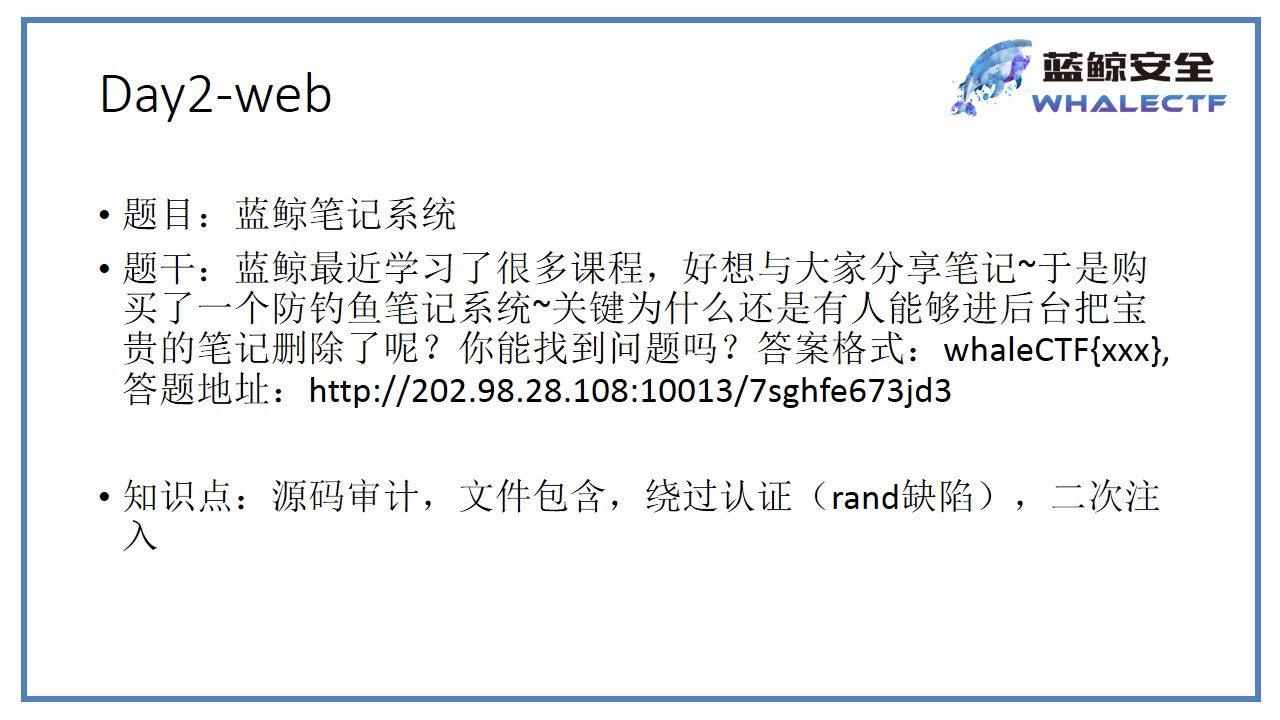 Day2-web
蓝鲸安全
WHALECTF
• 题目：蓝鲸笔记系统
• 题干：蓝鲸最近学习了很多课程，好想与大家分享笔记~于是购
买了一个防钓鱼笔记系统~关键为什么还是有人能够进后台把宝
贵的笔记删除了呢？你能找到问题吗？答案格式：whaleCTF{xxx},
答题地址：http://202.98.28.108:10013/7sghfe673jd3
• 知识点：源码审计，文件包含，绕过认证（rand缺陷），二次注
入